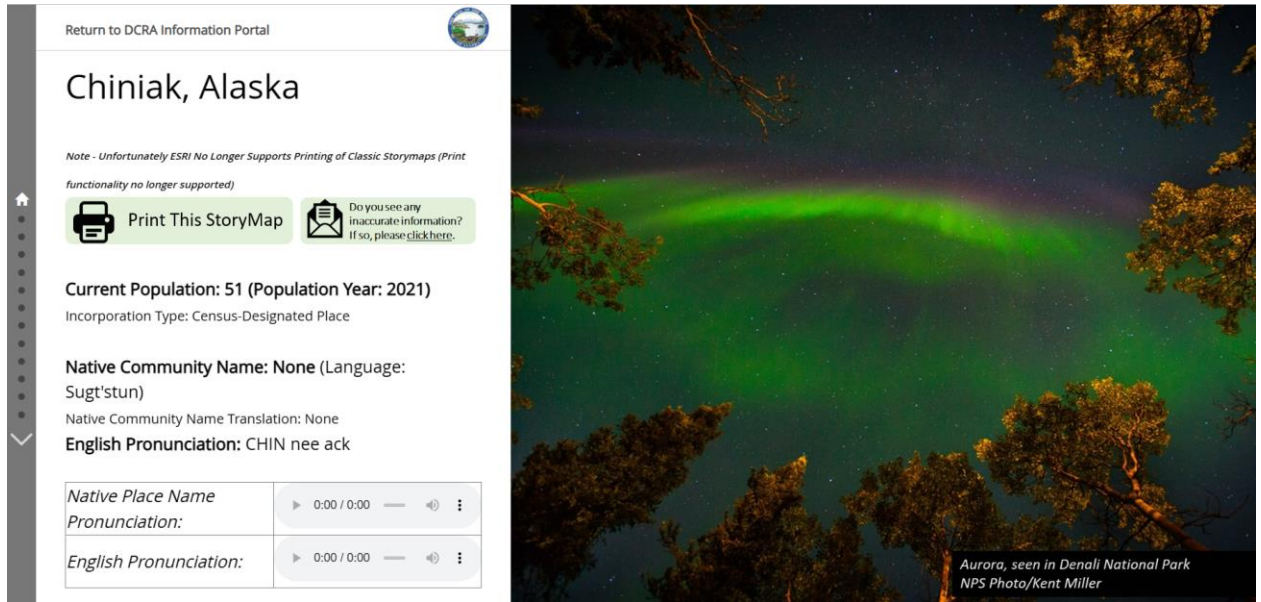 Return to DCRA Information Portal
Chiniak, Alaska
Note - Unfortunately ESRI No Longer Supports Printing of Classic Storymaps (Print
functionality no longer supported)
Print This StoryMap
Do you see any
inaccurate information?
If so, please click here.
Current Population: 51 (Population Year: 2021)
Incorporation Type: Census-Designated Place
Native Community Name: None (Language:
Sugt'stun)
Native Community Name Translation: None
English Pronunciation: CHIN nee ack
Native Place Name
Pronunciation:
0:00 / 0:00
English Pronunciation:
0:00 / 0:00
Aurora, seen in Denali National Park
NPS Photo/Kent Miller